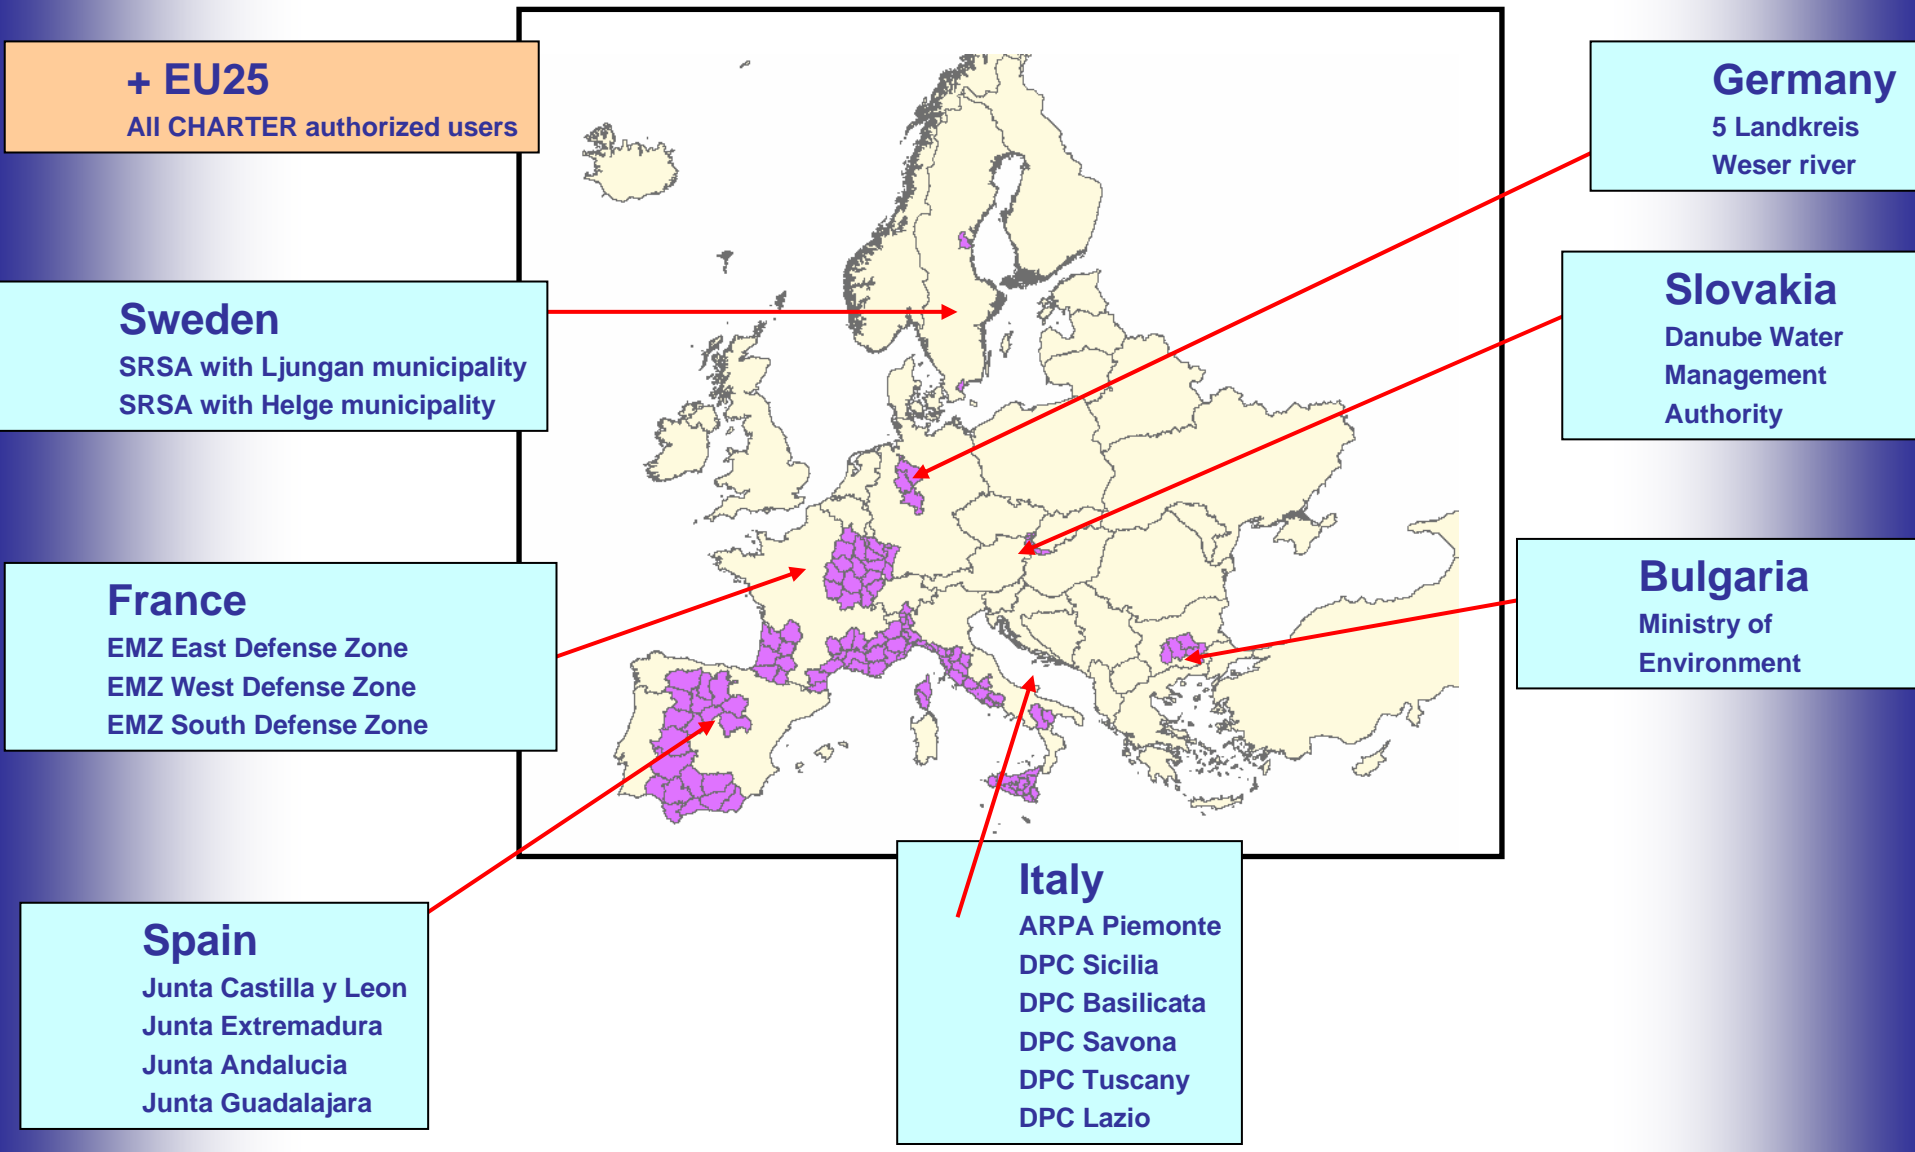 + EU25
All CHARTER authorized users
Germany
5 Landkreis
Weser river
Sweden
SRSA with Ljungan municipality
SRSA with Helge municipality
Slovakia
Danube Water
Management
Authority
France
EMZ East Defense Zone
EMZ West Defense Zone
EMZ South Defense Zone
Bulgaria
Ministry of
Environment
Spain
Junta Castilla y Leon
Junta Extremadura
Junta Andalucia
Junta Guadalajara
Italy
ARPA Piemonte
DPC Sicilia
DPC Basilicata
DPC Savona
DPC Tuscany
DPC Lazio